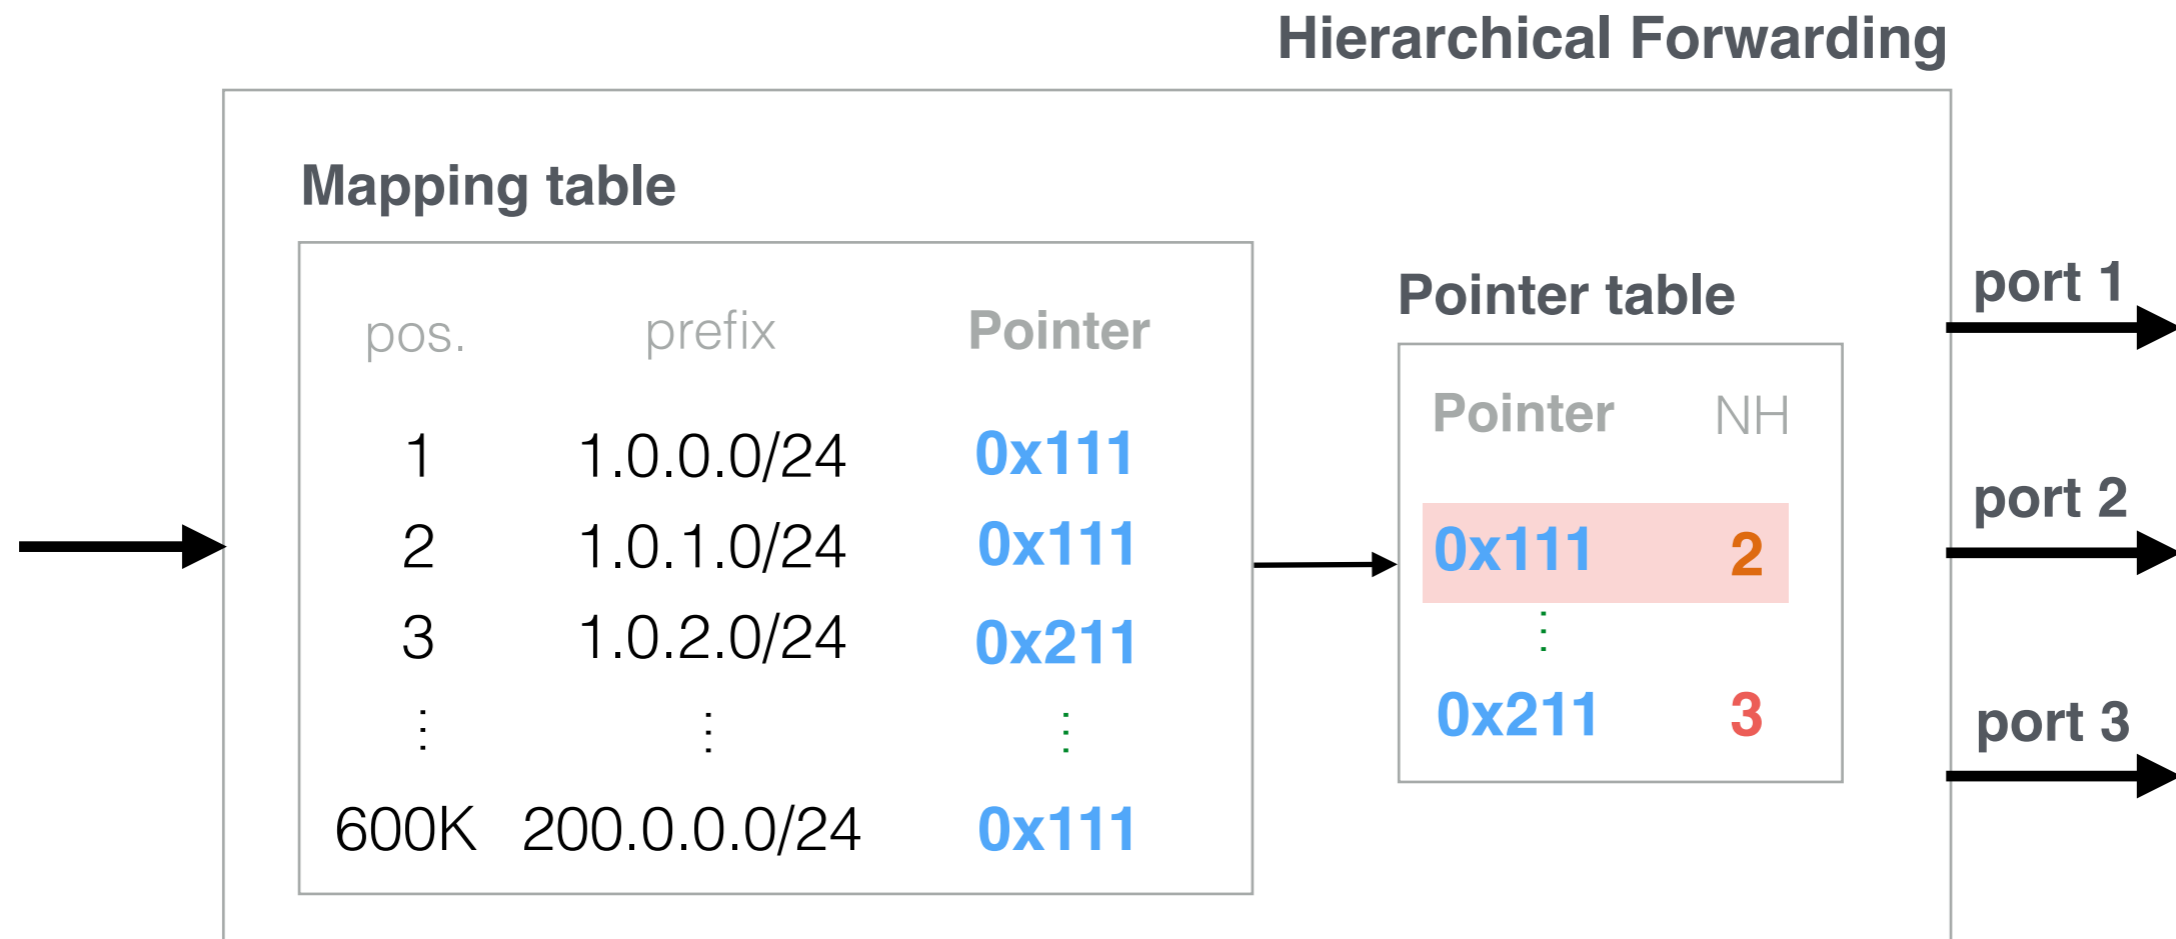 Hierarchical Forwarding
Mapping table
pos. prefix Pointer
1 1.0.0.0/24 0x111
2 1.0.1.0/24 0x111
3 1.0.2.0/24 0x211
⋮ ⋮ ⋮
600K 200.0.0.0/24 0x111
Pointer table
Pointer NH
0x111 2
⋮
0x211 3
port 1
port 2
port 3